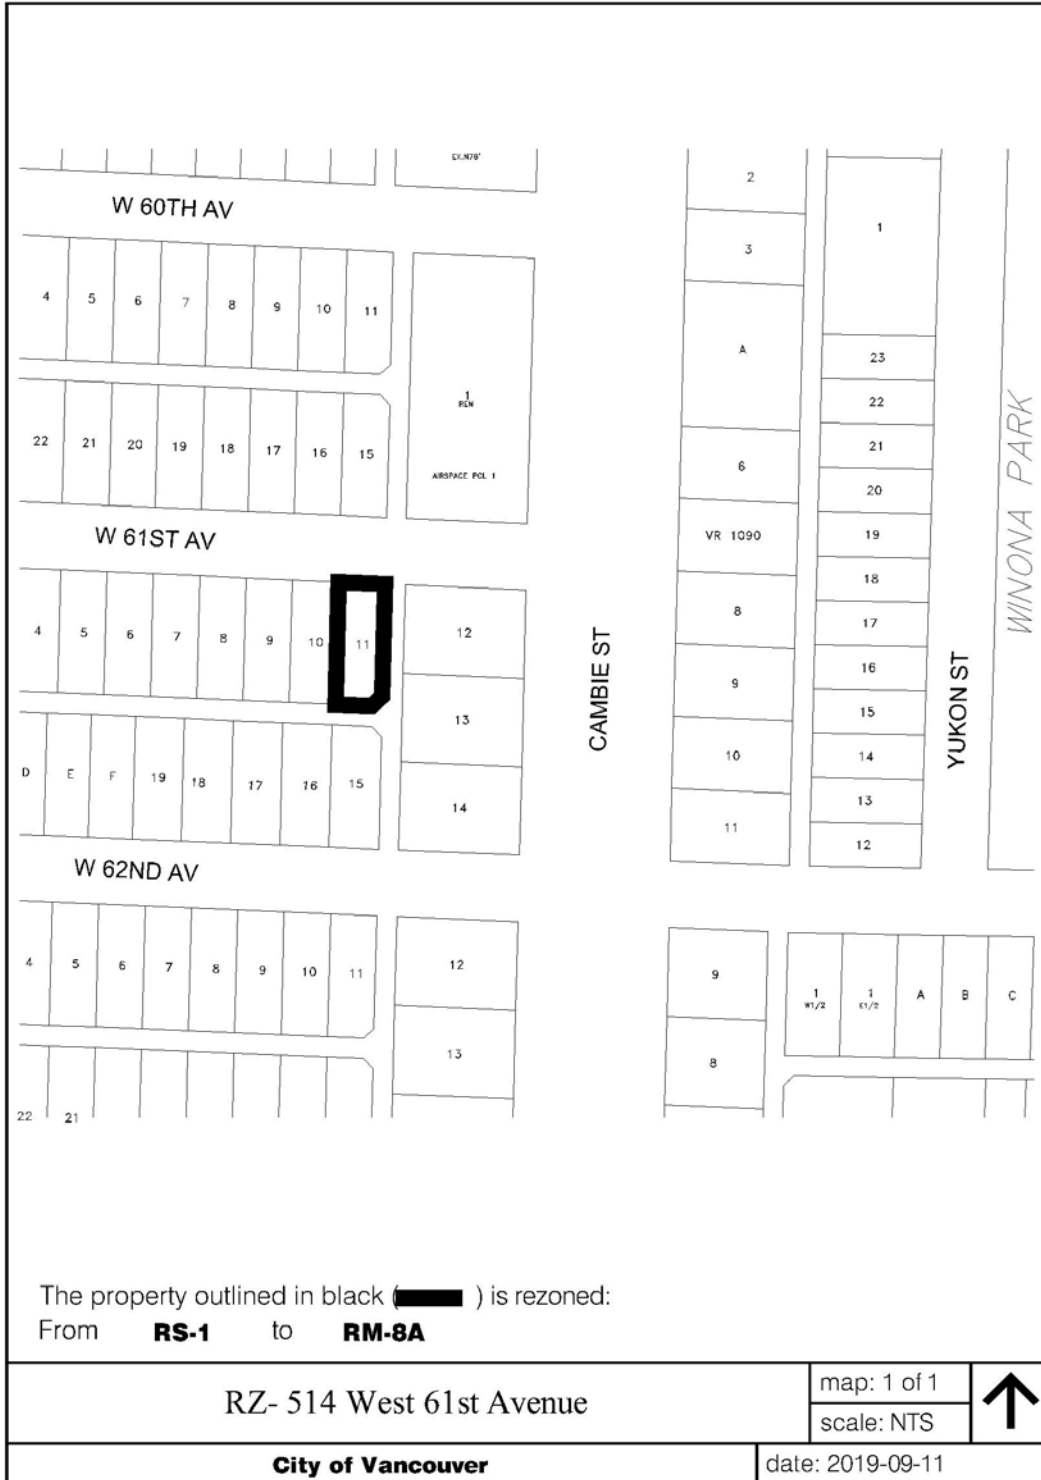 EX.N78'
2
3
1
W 60TH AV
4 5 6 7 8 9 10 11
A
1
REM
AIRSPACE PCL 1
23
22
21
20
19
18
17
16
15
14
13
12
22 21 20 19 18 17 16 15
6
VR 1090
8
9
10
11
W 61ST AV
4 5 6 7 8 9 10 11
12
13
14
CAMBIE ST
YUKON ST
WINONA PARK
D E F 19 18 17 16 15
W 62ND AV
4 5 6 7 8 9 10 11
12
13
9
8
1
W1/2
1
E1/2
A B C
22 21
The property outlined in black ( ) is rezoned:
From RS-1 to RM-8A
RZ- 514 West 61st Avenue
map: 1 of 1
scale: NTS
City of Vancouver
date: 2019-09-11